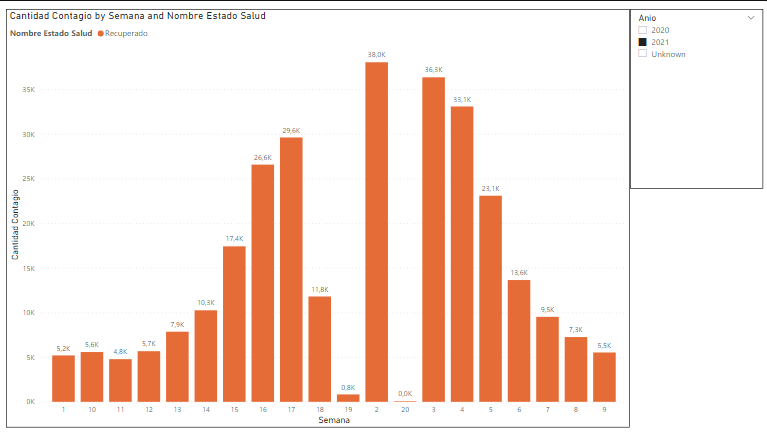 Cantidad Contagio by Semana and Nombre Estado Salud
Nombre Estado Salud Recuperado
Cantidad Contagio
35K
30K
25K
20K
15K
10K
5K
0K
5,2K
5,6K
4,8K
5,7K
7,9K
10,3K
17,4K
26,6K
29,6K
11,8K
0,8K
38,0K
0,0K
36,3K
33,1K
23,1K
13,6K
9,5K
7,3K
5,5K
1 10 11 12 13 14 15 16 17 18 19 2 20 3 4 5 6 7 8 9
Semana
Anio
2020
2021
Unknown